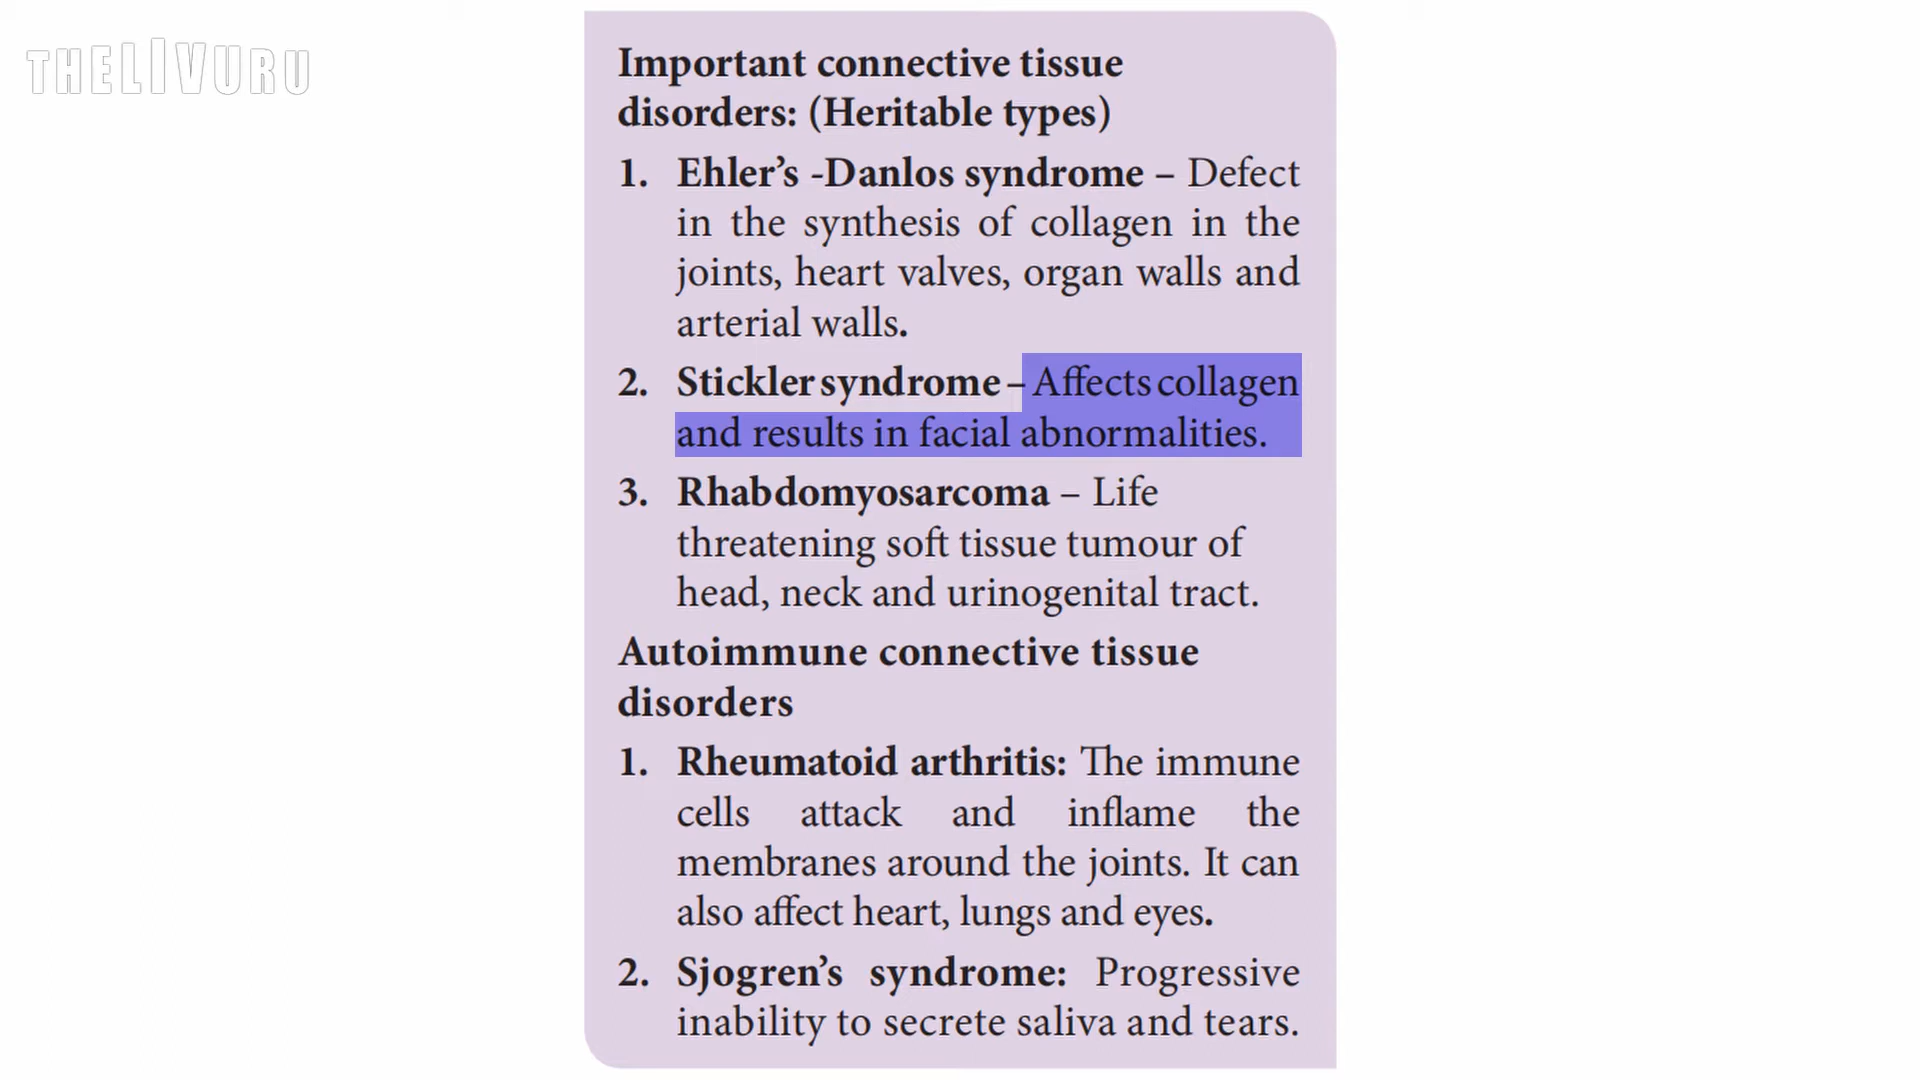 THELIVURU
Important connective tissue
disorders: (Heritable types)
1. Ehler’s -Danlos syndrome – Defect
in the synthesis of collagen in the
joints, heart valves, organ walls and
arterial walls.
2. Stickler syndrome – Affects collagen
and results in facial abnormalities.
3. Rhabdomyosarcoma – Life
threatening soft tissue tumour of
head, neck and urinogenital tract.
Autoimmune connective tissue
disorders
1. Rheumatoid arthritis: The immune
cells attack and inflame the
membranes around the joints. It can
also affect heart, lungs and eyes.
2. Sjogren’s syndrome: Progressive
inability to secrete saliva and tears.